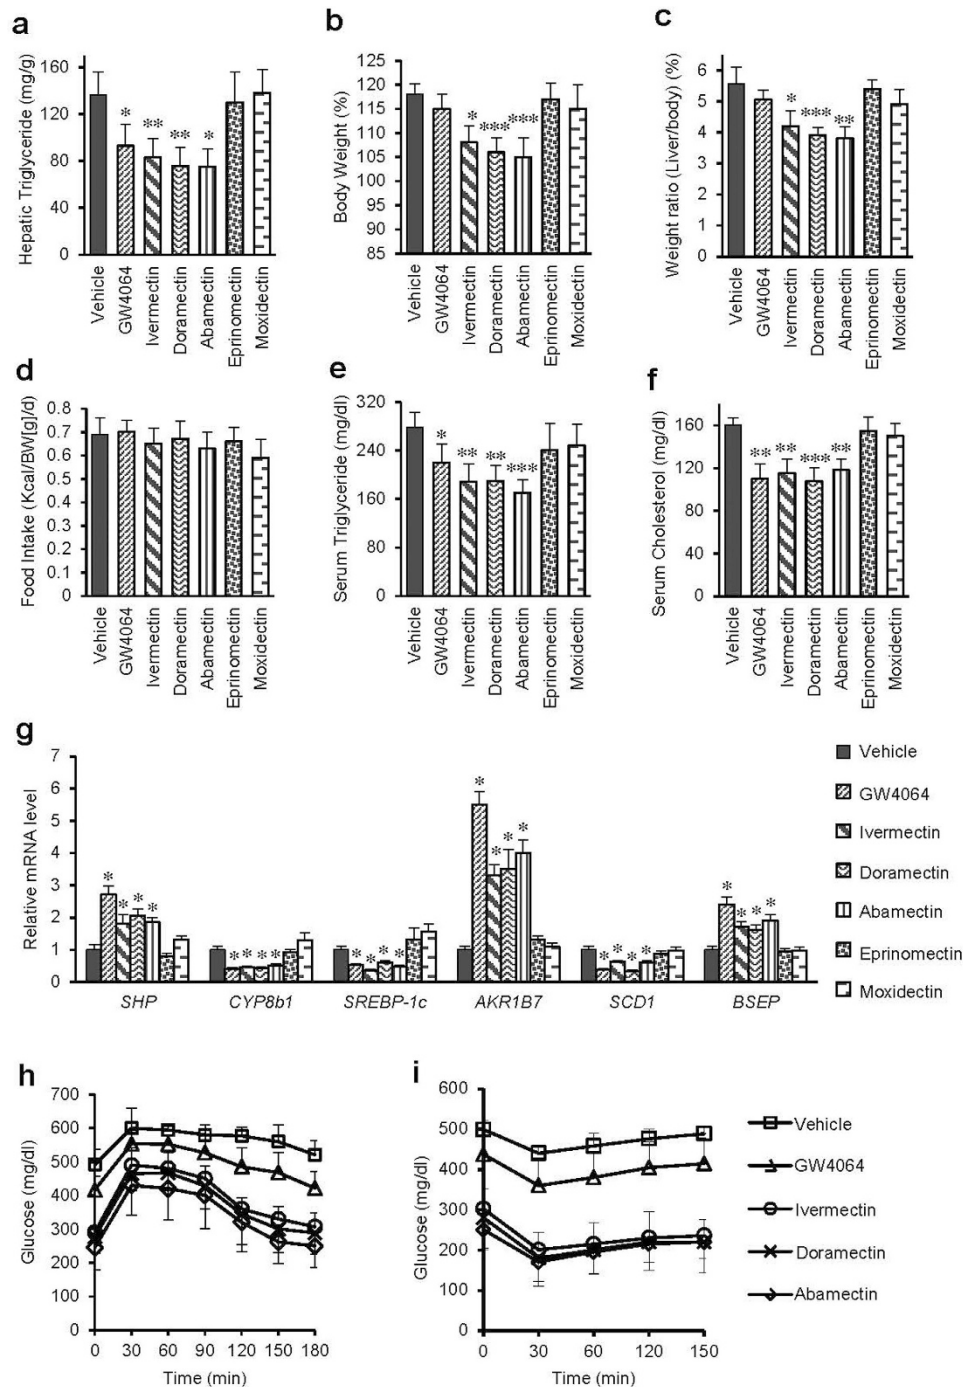 a
Hepatic Triglyceride (mg/g)
160
120
80
40
0
* ** ** *
Vehicle
GW4064
Ivermectin
Doramectin
Abamectin
Eprinomectin
Moxidectin
b
Body Weight (%)
125
120
115
110
105
100
95
90
85
* *** ***
Vehicle
GW4064
Ivermectin
Doramectin
Abamectin
Eprinomectin
Moxidectin
c
Weight ratio (Liver/body) (%)
6
5
4
3
2
1
0
* *** **
Vehicle
GW4064
Ivermectin
Doramectin
Abamectin
Eprinomectin
Moxidectin
d
Food Intake (Kcal/BW[g]/d)
0.8
0.7
0.6
0.5
0.4
0.3
0.2
0.1
0
Vehicle
GW4064
Ivermectin
Doramectin
Abamectin
Eprinomectin
Moxidectin
e
Serum Triglyceride (mg/dl)
320
240
160
80
0
* ** ** ***
Vehicle
GW4064
Ivermectin
Doramectin
Abamectin
Eprinomectin
Moxidectin
f
Serum Cholesterol (mg/dl)
160
120
80
40
0
** ** *** **
Vehicle
GW4064
Ivermectin
Doramectin
Abamectin
Eprinomectin
Moxidectin
g
Relative mRNA level
7
6
5
4
3
2
1
0
* * * *
* * * *
* * * *
* * * *
* * * *
* * * *
SHP
CYP8b1
SREBP-1c
AKR1B7
SCD1
BSEP
Vehicle
GW4064
Ivermectin
Doramectin
Abamectin
Eprinomectin
Moxidectin
h
Glucose (mg/dl)
700
600
500
400
300
200
100
0
0 30 60 90 120 150 180
Time (min)
i
Glucose (mg/dl)
600
500
400
300
200
100
0
0 30 60 120 150
Time (min)
Vehicle
GW4064
Ivermectin
Doramectin
Abamectin